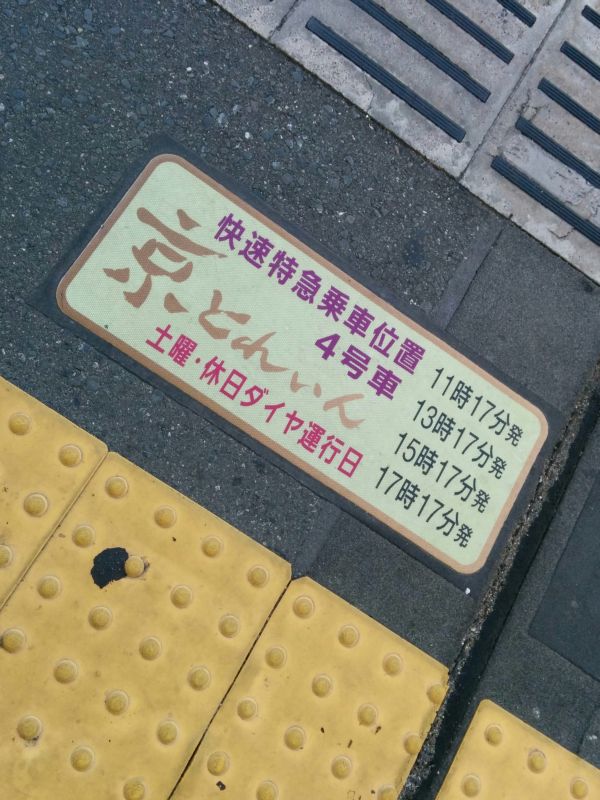 快速特急乗車位置
4号車
京とれいん
土曜・休日ダイヤ運行日
11時17分発
13時17分発
15時17分発
17時17分発